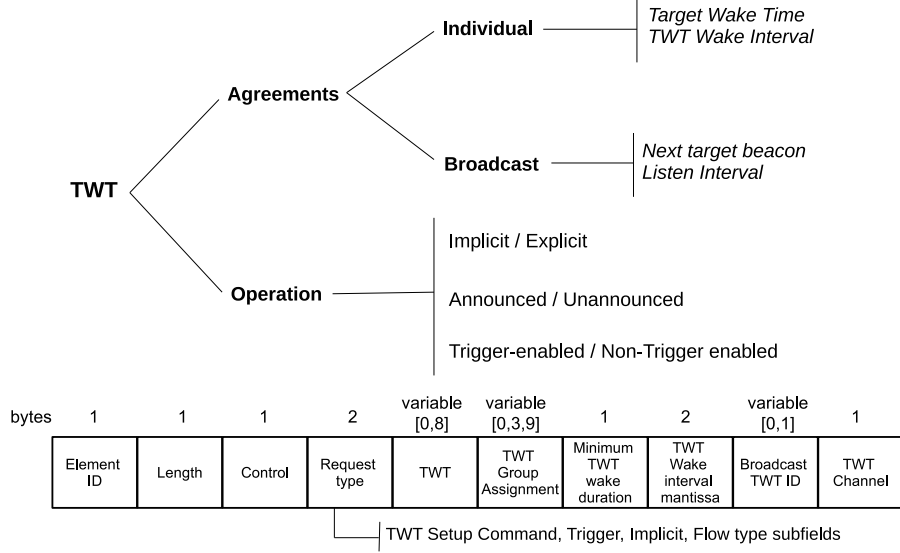 Individual
Target Wake Time
TWT Wake Interval
Agreements
Broadcast
Next target beacon
Listen Interval
TWT
Implicit / Explicit
Operation
Announced / Unannounced
Trigger-enabled / Non-Trigger enabled
bytes 1 1 1 2 variable [0,8] variable [0,3,9] 1 2 variable [0,1] 1
Element ID
Length
Control
Request type
TWT
TWT Group Assignment
Minimum TWT wake duration
TWT Wake interval mantissa
Broadcast TWT ID
TWT Channel
TWT Setup Command, Trigger, Implicit, Flow type subfields